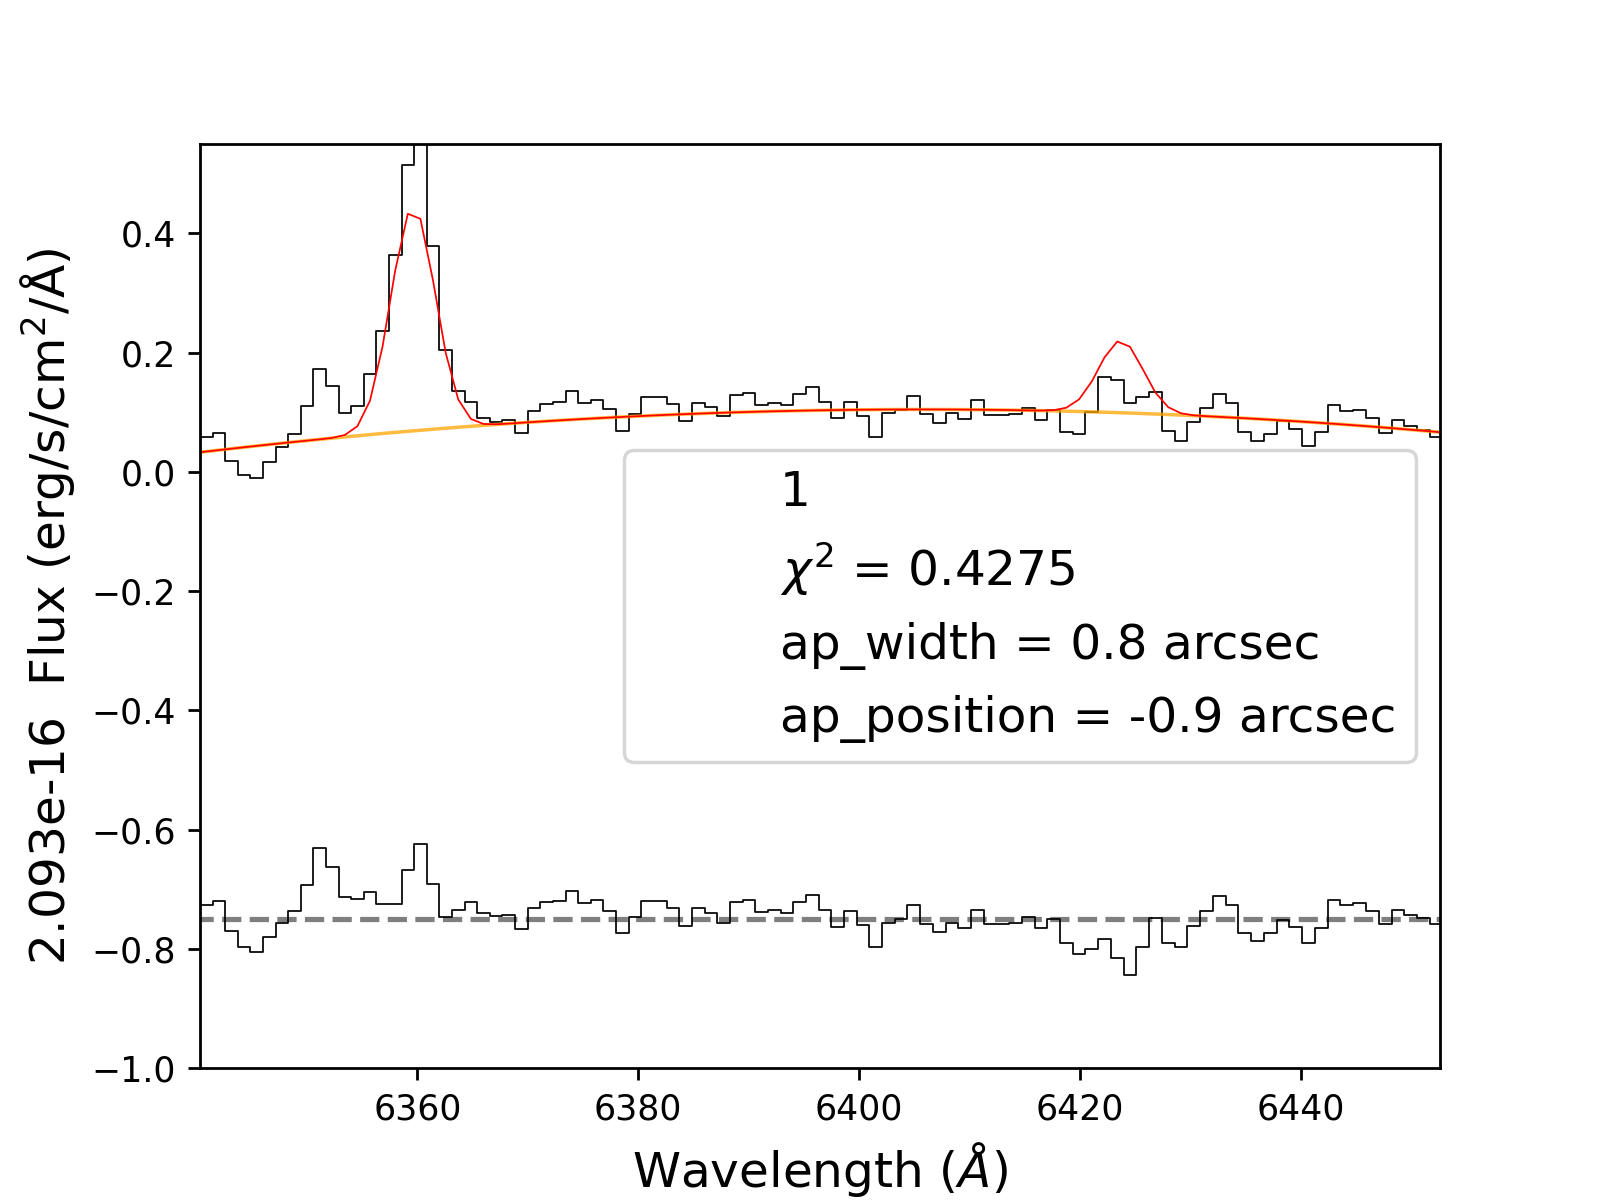 2.093e-16 Flux (erg/s/cm²/Å)
0.4
0.2
0.0
−0.2
−0.4
−0.6
−0.8
−1.0
1
χ² = 0.4275
ap_width = 0.8 arcsec
ap_position = -0.9 arcsec
6360 6380 6400 6420 6440
Wavelength (Å)